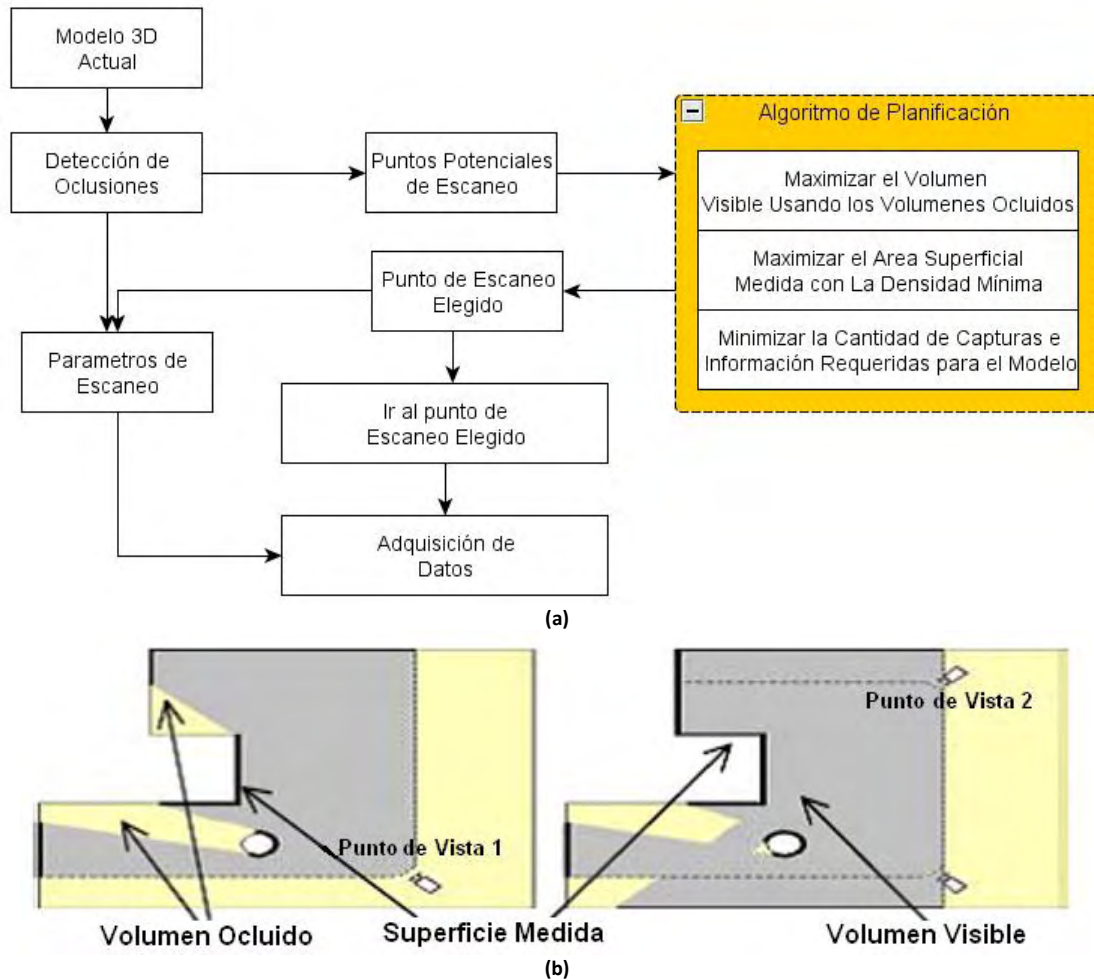 Modelo 3D
Actual
Detección de
Oclusiones
Puntos Potenciales
de Escaneo
Algoritmo de Planificación
Maximizar el Volumen
Visible Usando los Volumenes Ocluidos
Maximizar el Area Superficial
Medida con La Densidad Mínima
Minimizar la Cantidad de Capturas e
Información Requeridas para el Modelo
Punto de Escaneo
Elegido
Parametros de
Escaneo
Ir al punto de
Escaneo Elegido
Adquisición de
Datos
(a)
Punto de Vista 2
Punto de Vista 1
Volumen Ocluido
Superficie Medida
Volumen Visible
(b)